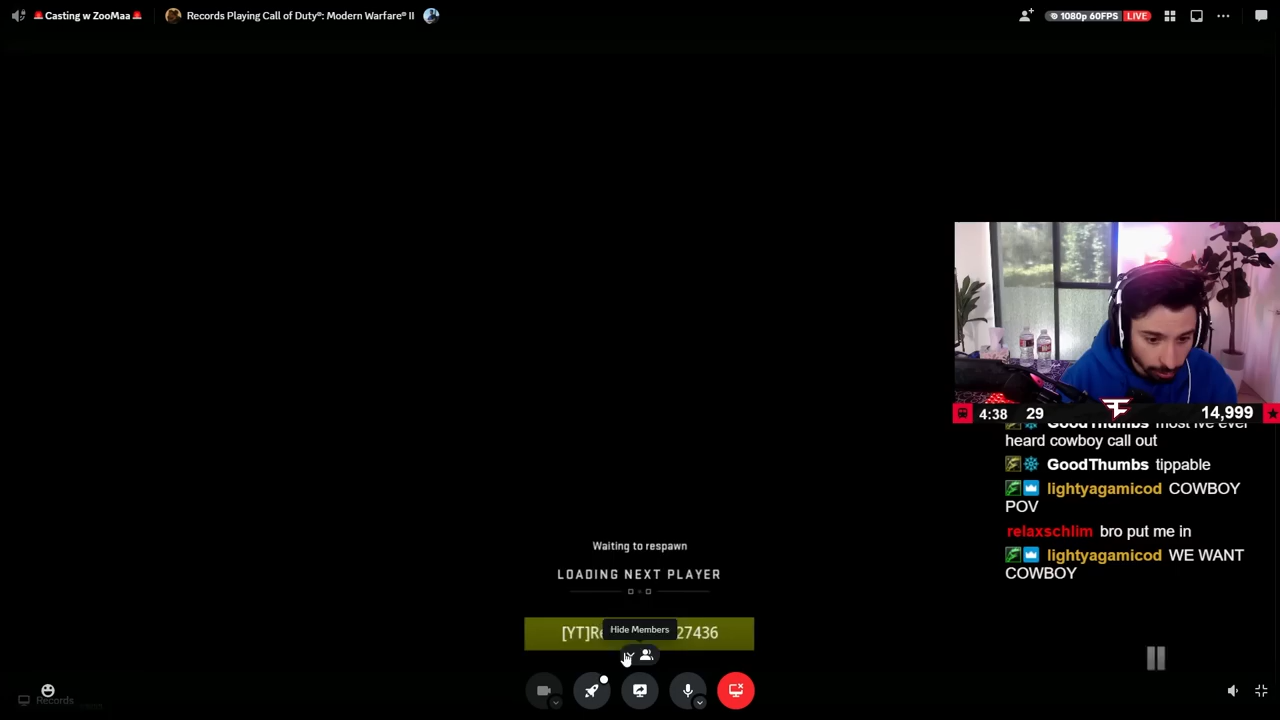 🚨Casting w ZooMaa🚨
Records Playing Call of Duty®: Modern Warfare® II
1080p 60FPS LIVE
4:38
29
14,999
heard cowboy call out
GoodThumbs tippable
lightyagamicod COWBOY
POV
relaxschlim bro put me in
lightyagamicod WE WANT
COWBOY
Waiting to respawn
LOADING NEXT PLAYER
27436
Hide Members
Records